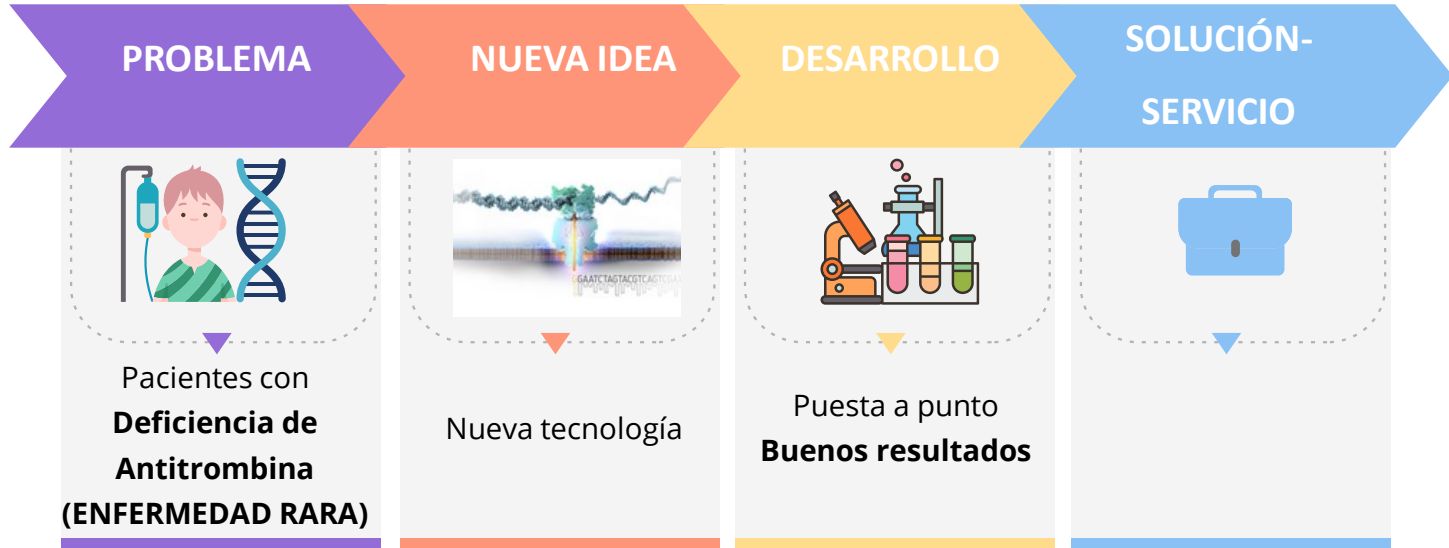 PROBLEMA
NUEVA IDEA
DESARROLLO
SOLUCIÓN-
SERVICIO
GAATCTAGTACGTCAGTCGAT
Pacientes con
Deficiencia de
Antitrombina
(ENFERMEDAD RARA)
Nueva tecnología
Puesta a punto
Buenos resultados